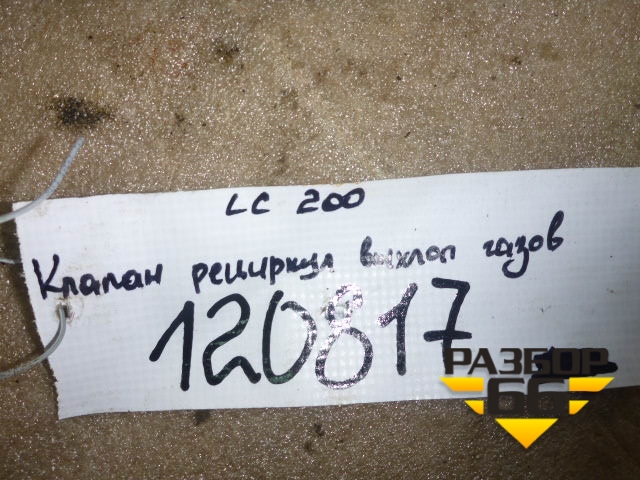 LC 200
Клапан рециркул выхлоп газов
120817
РАЗБОР
66